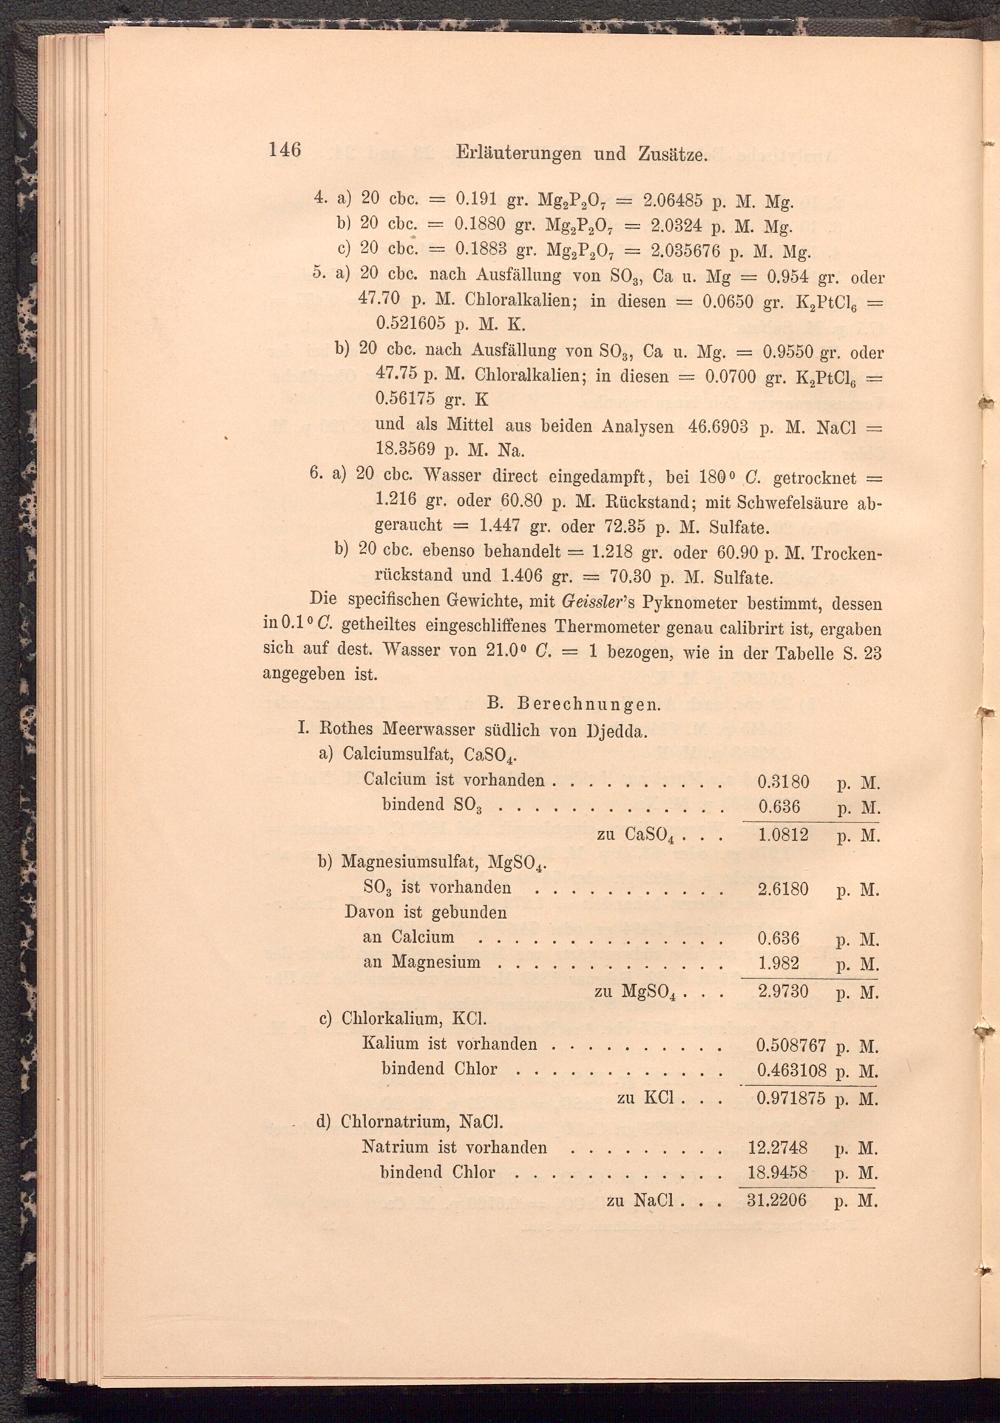 146 Erläuterungen und Zusätze.
4. a) 20 cbc. = 0.191 gr. Mg₂P₂O₇ = 2.06485 p. M. Mg.
b) 20 cbc. = 0.1880 gr. Mg₂P₂O₇ = 2.0324 p. M. Mg.
c) 20 cbc. = 0.1883 gr. Mg₂P₂O₇ = 2.035676 p. M. Mg.
5. a) 20 cbc. nach Ausfällung von SO₃, Ca u. Mg = 0.954 gr. oder
47.70 p. M. Chloralkalien; in diesen = 0.0650 gr. K₂PtCl₆ =
0.521605 p. M. K.
b) 20 cbc. nach Ausfällung von SO₃, Ca u. Mg. = 0.9550 gr. oder
47.75 p. M. Chloralkalien; in diesen = 0.0700 gr. K₂PtCl₆ =
0.56175 gr. K
und als Mittel aus beiden Analysen 46.6903 p. M. NaCl =
18.3569 p. M. Na.
6. a) 20 cbc. Wasser direct eingedampft, bei 180⁰ C. getrocknet =
1.216 gr. oder 60.80 p. M. Rückstand; mit Schwefelsäure ab-
geraucht = 1.447 gr. oder 72.35 p. M. Sulfate.
b) 20 cbc. ebenso behandelt = 1.218 gr. oder 60.90 p. M. Trocken-
rückstand und 1.406 gr. = 70.30 p. M. Sulfate.
Die specifischen Gewichte, mit Geissler's Pyknometer bestimmt, dessen
in 0.1⁰ C. getheiltes eingeschliffenes Thermometer genau calibrirt ist, ergaben
sich auf dest. Wasser von 21.0⁰ C. = 1 bezogen, wie in der Tabelle S. 23
angegeben ist.
B. Berechnungen.
I. Rothes Meerwasser südlich von Djedda.
a) Calciumsulfat, CaSO₄.
Calcium ist vorhanden . . . . . . . . . . 0.3180 p. M.
bindend SO₃ . . . . . . . . . . . . . 0.636 p. M.
zu CaSO₄ . . . 1.0812 p. M.
b) Magnesiumsulfat, MgSO₄.
SO₃ ist vorhanden . . . . . . . . . . . 2.6180 p. M.
Davon ist gebunden
an Calcium . . . . . . . . . . . . . . 0.636 p. M.
an Magnesium . . . . . . . . . . . . . 1.982 p. M.
zu MgSO₄ . . . 2.9730 p. M.
c) Chlorkalium, KCl.
Kalium ist vorhanden . . . . . . . . . . 0.508767 p. M.
bindend Chlor . . . . . . . . . . . . 0.463108 p. M.
zu KCl . . . 0.971875 p. M.
d) Chlornatrium, NaCl.
Natrium ist vorhanden . . . . . . . . . 12.2748 p. M.
bindend Chlor . . . . . . . . . . . . 18.9458 p. M.
zu NaCl . . . 31.2206 p. M.